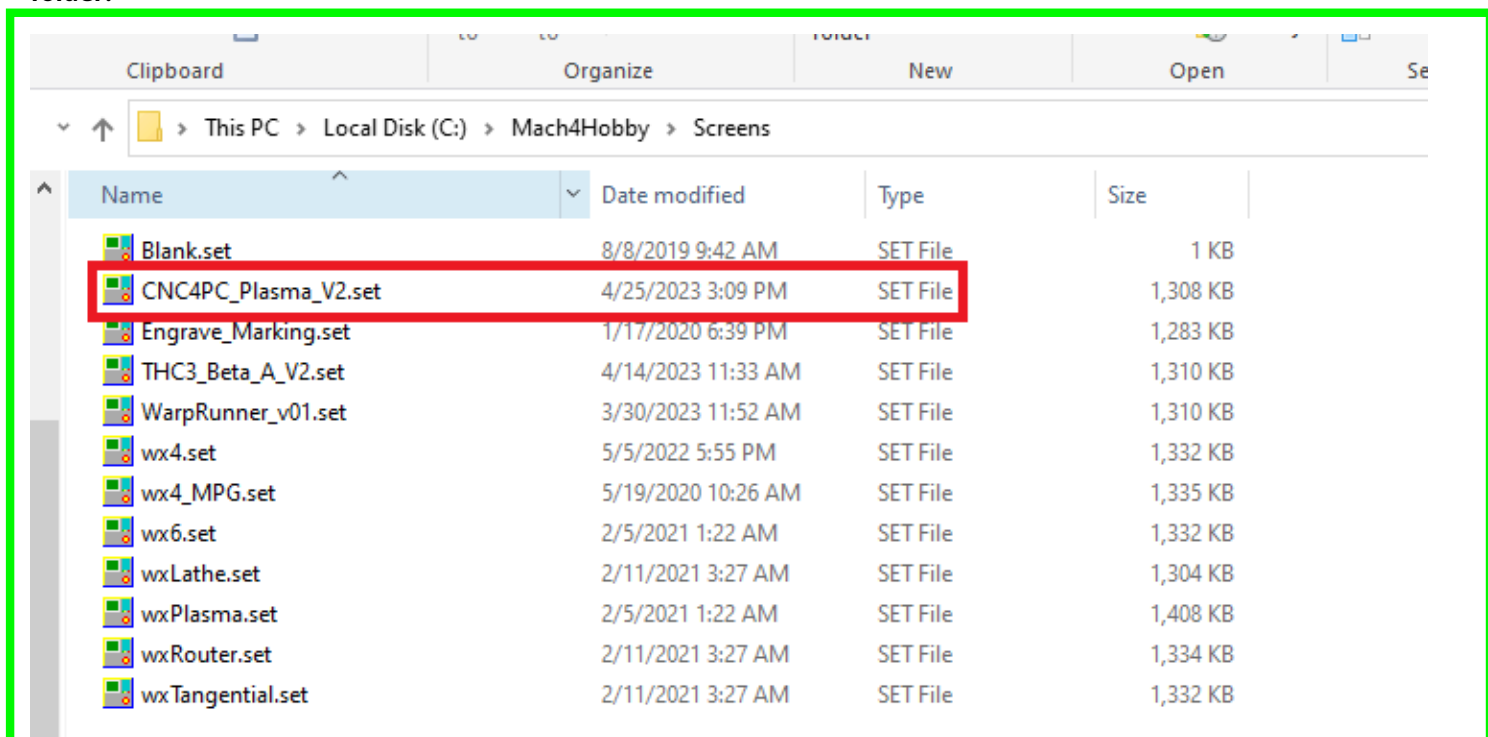 Clipboard Organize New Open Se
This PC > Local Disk (C:) > Mach4Hobby > Screens
Name Date modified Type Size
Blank.set 8/8/2019 9:42 AM SET File 1 KB
CNC4PC_Plasma_V2.set 4/25/2023 3:09 PM SET File 1,308 KB
Engrave_Marking.set 1/17/2020 6:39 PM SET File 1,283 KB
THC3_Beta_A_V2.set 4/14/2023 11:33 AM SET File 1,310 KB
WarpRunner_v01.set 3/30/2023 11:52 AM SET File 1,310 KB
wx4.set 5/5/2022 5:55 PM SET File 1,332 KB
wx4_MPG.set 5/19/2020 10:26 AM SET File 1,335 KB
wx6.set 2/5/2021 1:22 AM SET File 1,332 KB
wxLathe.set 2/11/2021 3:27 AM SET File 1,304 KB
wxPlasma.set 2/5/2021 1:22 AM SET File 1,408 KB
wxRouter.set 2/11/2021 3:27 AM SET File 1,334 KB
wxTangential.set 2/11/2021 3:27 AM SET File 1,332 KB